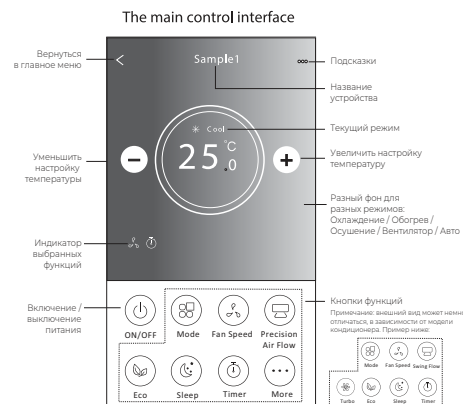 The main control interface
Вернуться
в главное меню
Sample1
Подсказки
Название
устройства
Cool
Текущий режим
25.0 °C
Уменьшить
настройку
температуры
Увеличить настройку
температуру
Разный фон для
разных режимов:
Охлаждение / Обогрев /
Осушение / Вентилятор / Авто
Индикатор
выбранных
функций
Включение /
выключение
питания
ON/OFF
Mode
Fan Speed
Precision
Air Flow
Eco
Sleep
Timer
More
Кнопки функций
Примечание: внешний вид может немн
отличаться, в зависимости от модели
кондиционера. Пример ниже:
Mode
Fan Speed
Swing Flow
Turbo
Eco
Sleep
Timer